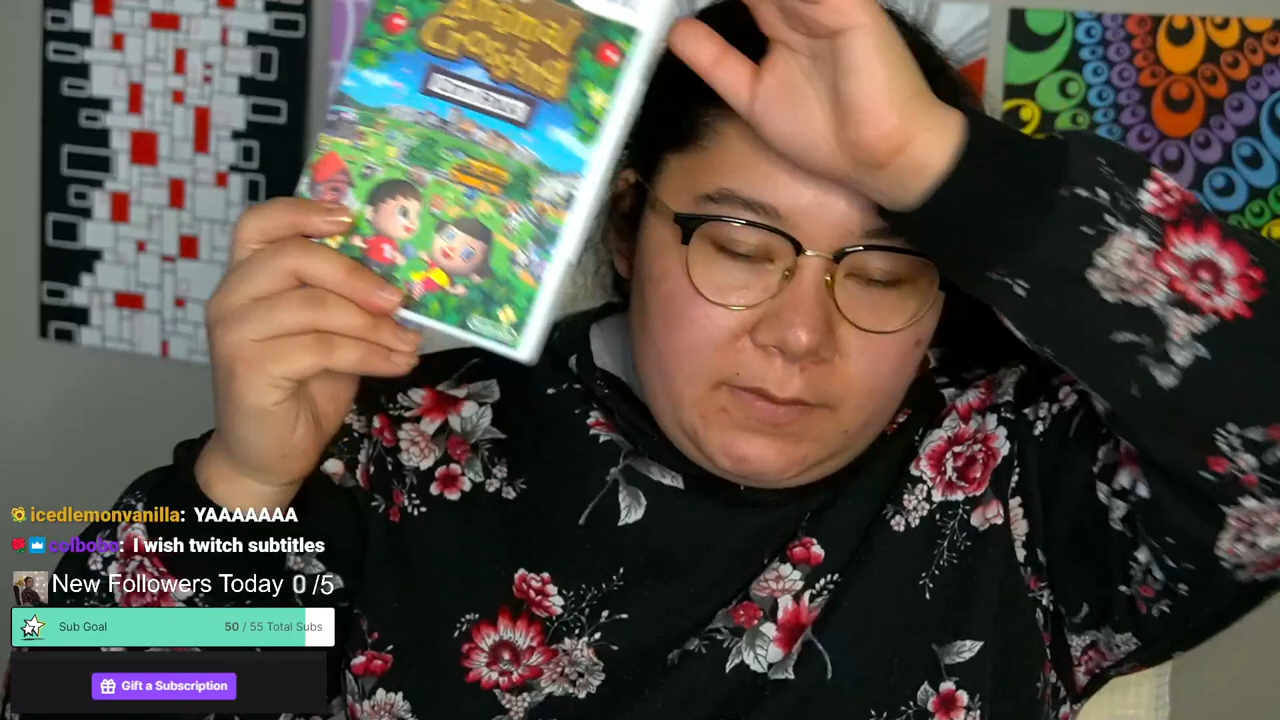 Animal
Crossing
icedlemonvanilla: YAAAAAAA
colbobo: I wish twitch subtitles
New Followers Today 0 /5
Sub Goal 50 / 55 Total Subs
Gift a Subscription